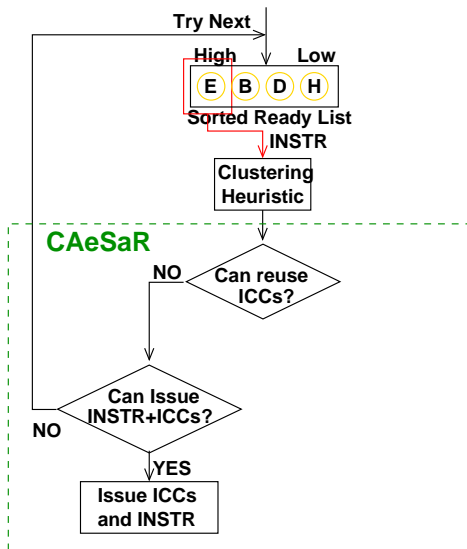 Try Next
High Low
E B D H
Sorted Ready List
INSTR
Clustering
Heuristic
CAeSaR
NO
Can reuse
ICCs?
Can Issue
INSTR+ICCs?
NO
YES
Issue ICCs
and INSTR